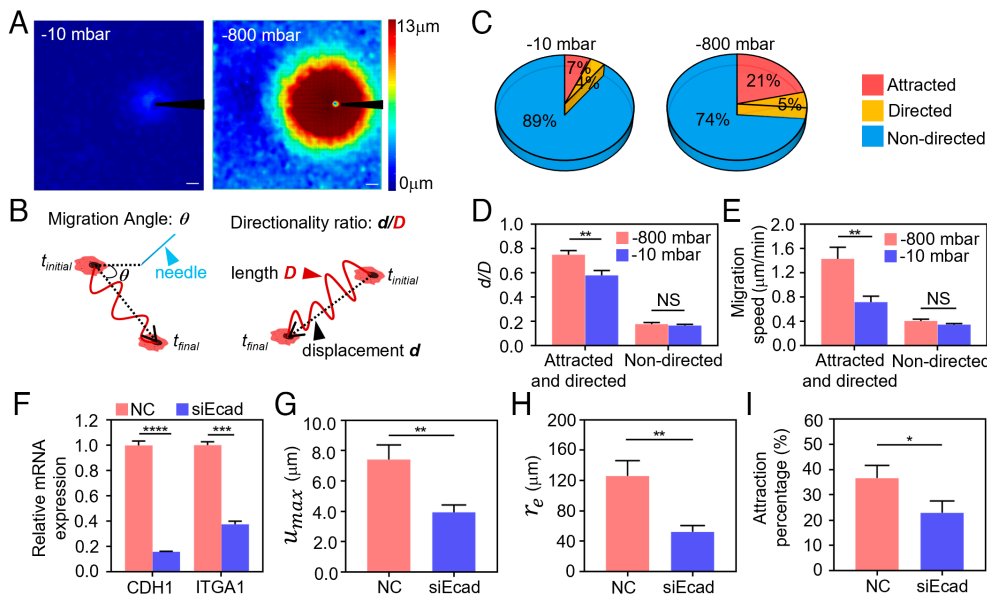 A
-10 mbar
-800 mbar
13μm
0μm
B
Migration Angle: θ
t initial
θ
needle
t final
Directionality ratio: d/D
length D
t initial
t final
displacement d
C
-10 mbar
7%
4%
89%
-800 mbar
21%
5%
74%
Attracted
Directed
Non-directed
D
d/D
1.0
0.8
0.6
0.4
0.2
0.0
**
NS
-800 mbar
-10 mbar
Attracted
and directed
Non-directed
E
Migration
speed (μm/min)
2.0
1.6
1.2
0.8
0.4
0.0
**
NS
-800 mbar
-10 mbar
Attracted
and directed
Non-directed
F
NC
siEcad
Relative mRNA
expression
1.2
1.0
0.8
0.6
0.4
0.2
0.0
****
***
CDH1
ITGA1
G
u max (μm)
10.0
8.0
6.0
4.0
2.0
0.0
**
NC
siEcad
H
r e (μm)
200
160
120
80
40
0
**
NC
siEcad
I
Attraction
percentage (%)
60
50
40
30
20
10
0
*
NC
siEcad